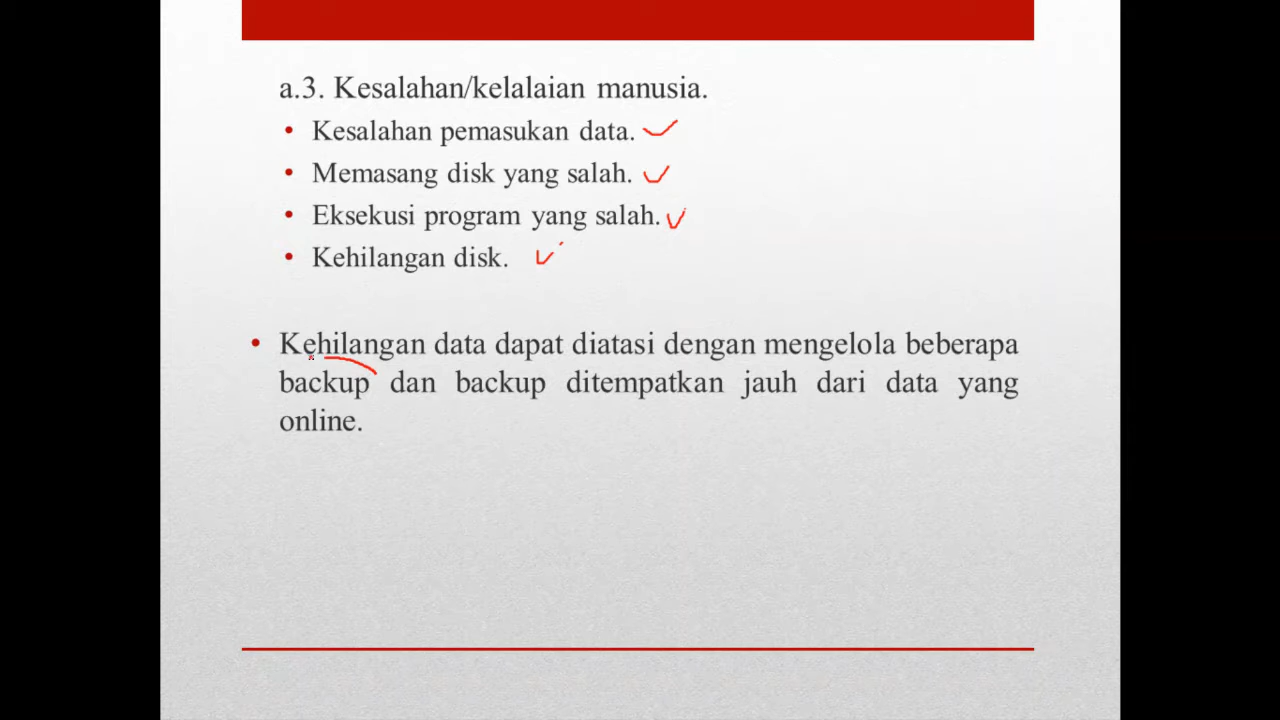 a.3. Kesalahan/kelalaian manusia.
• Kesalahan pemasukan data.
• Memasang disk yang salah.
• Eksekusi program yang salah.
• Kehilangan disk.
• Kehilangan data dapat diatasi dengan mengelola beberapa
backup dan backup ditempatkan jauh dari data yang
online.